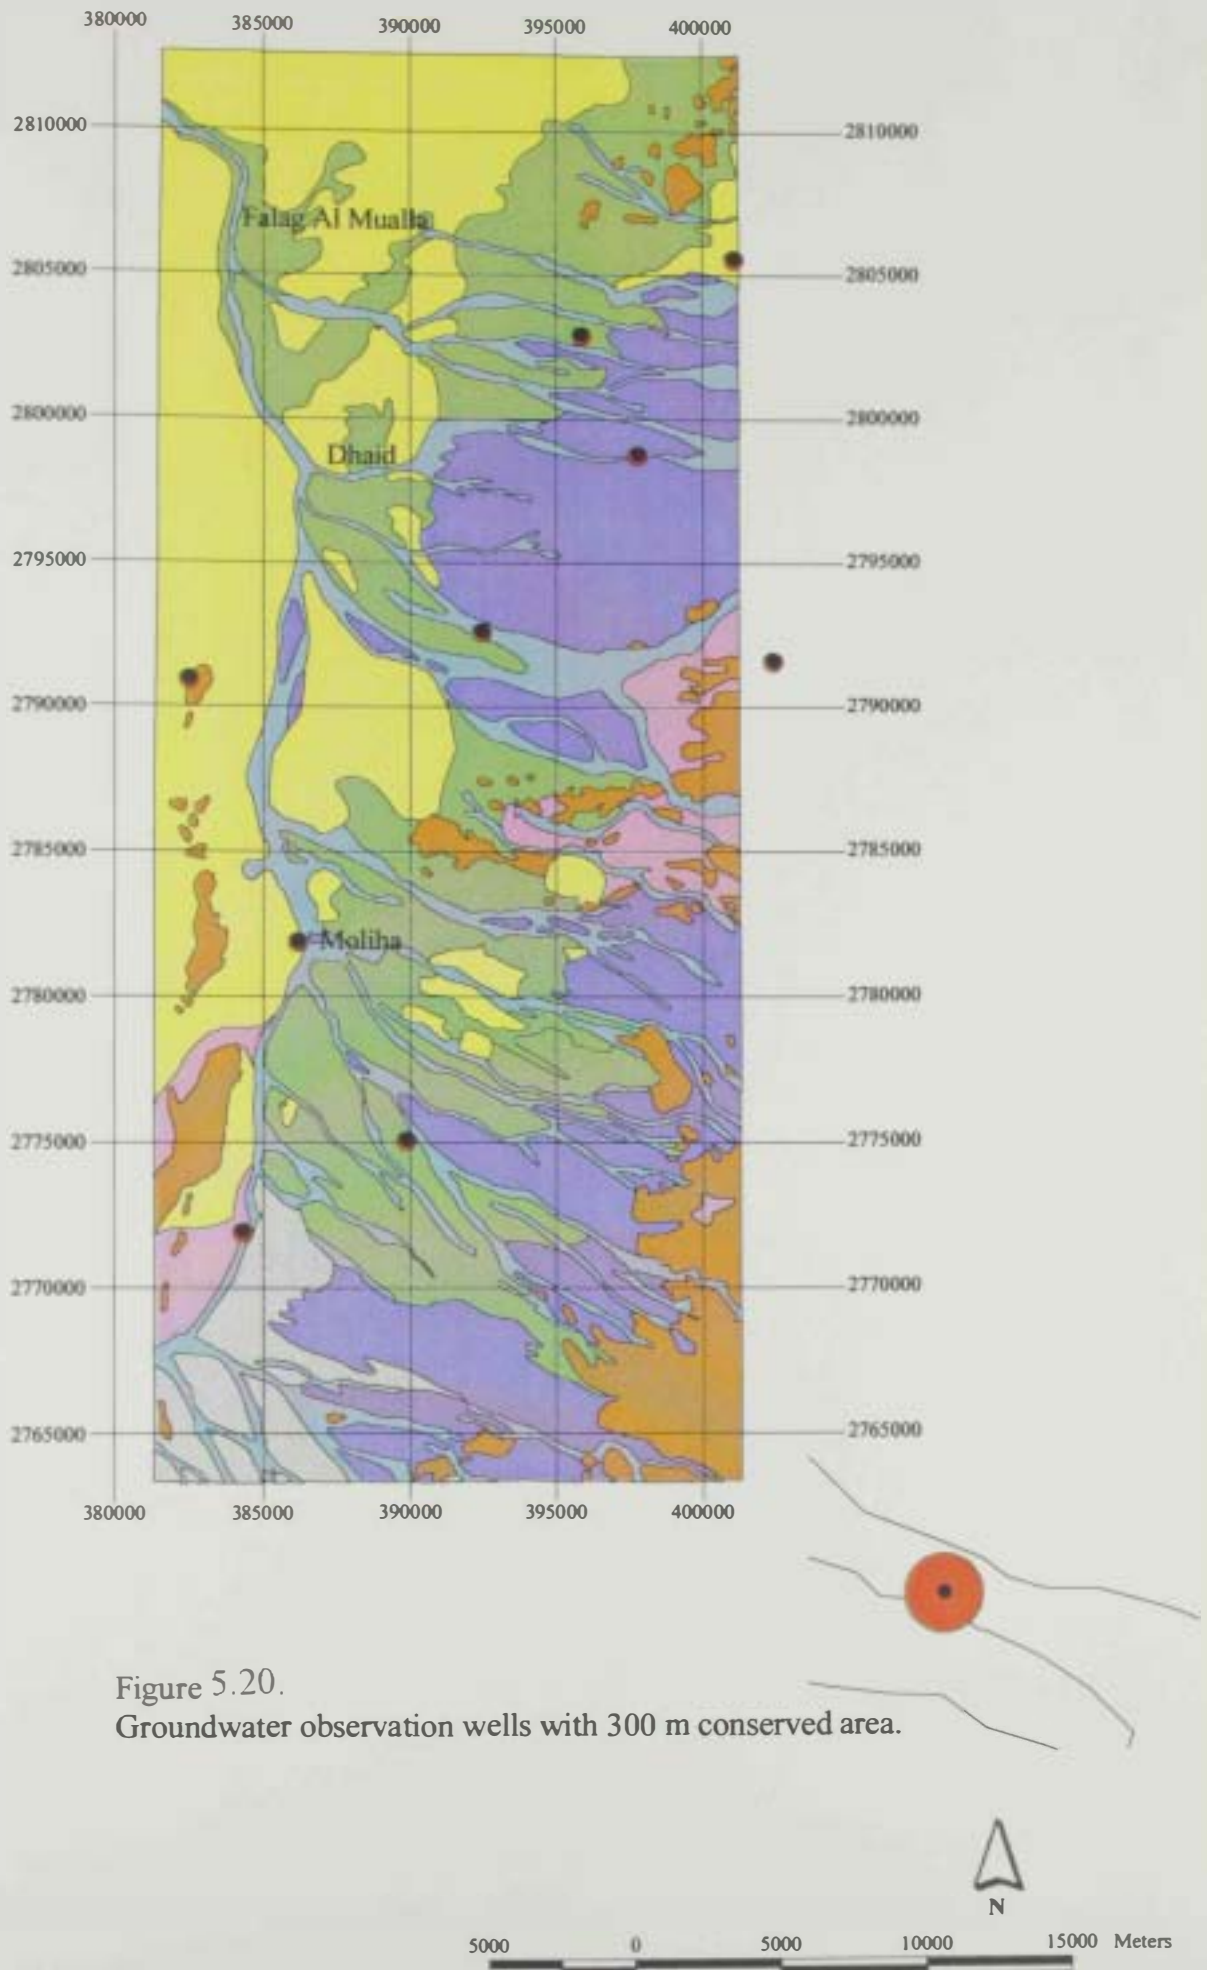 380000 385000 390000 395000 400000
2810000 2810000
Falag Al Mualla
2805000 2805000
2800000 2800000
Dhaid
2795000 2795000
2790000 2790000
2785000 2785000
Moliha
2780000 2780000
2775000 2775000
2770000 2770000
2765000 2765000
380000 385000 390000 395000 400000
Figure 5.20.
Groundwater observation wells with 300 m conserved area.
N
5000 0 5000 10000 15000 Meters